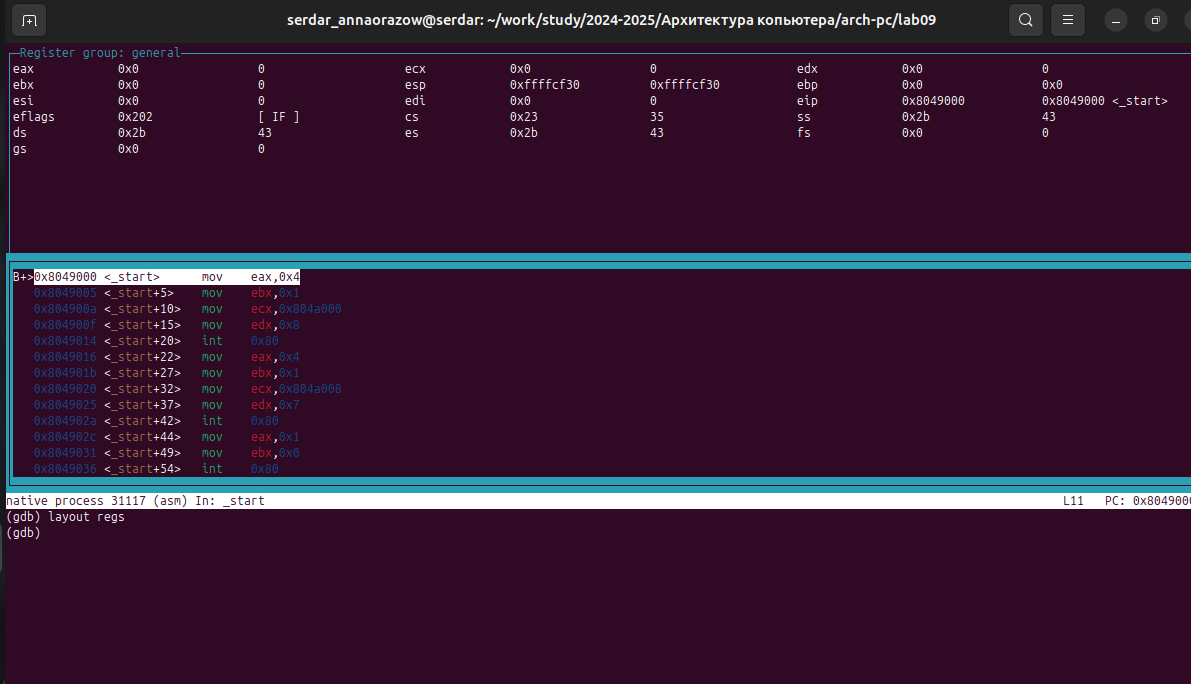 serdar_annaorazow@serdar: ~/work/study/2024-2025/Архитектура копьютера/arch-pc/lab09
Register group: general
eax 0x0 0 ecx 0x0 0 edx 0x0 0
ebx 0x0 0 esp 0xffffcf30 0xffffcf30 ebp 0x0 0x0
esi 0x0 0 edi 0x0 0 eip 0x8049000 0x8049000 <_start>
eflags 0x202 [ IF ] cs 0x23 35 ss 0x2b 43
ds 0x2b 43 es 0x2b 43 fs 0x0 0
gs 0x0 0
B+>0x8049000 <_start> mov eax,0x4
0x8049005 <_start+5> mov ebx,0x1
0x804900a <_start+10> mov ecx,0x804a000
0x804900f <_start+15> mov edx,0x8
0x8049014 <_start+20> int 0x80
0x8049016 <_start+22> mov eax,0x4
0x804901b <_start+27> mov ebx,0x1
0x8049020 <_start+32> mov ecx,0x804a008
0x8049025 <_start+37> mov edx,0x7
0x804902a <_start+42> int 0x80
0x804902c <_start+44> mov eax,0x1
0x8049031 <_start+49> mov ebx,0x0
0x8049036 <_start+54> int 0x80
native process 31117 (asm) In: _start L11 PC: 0x8049000
(gdb) layout regs
(gdb)